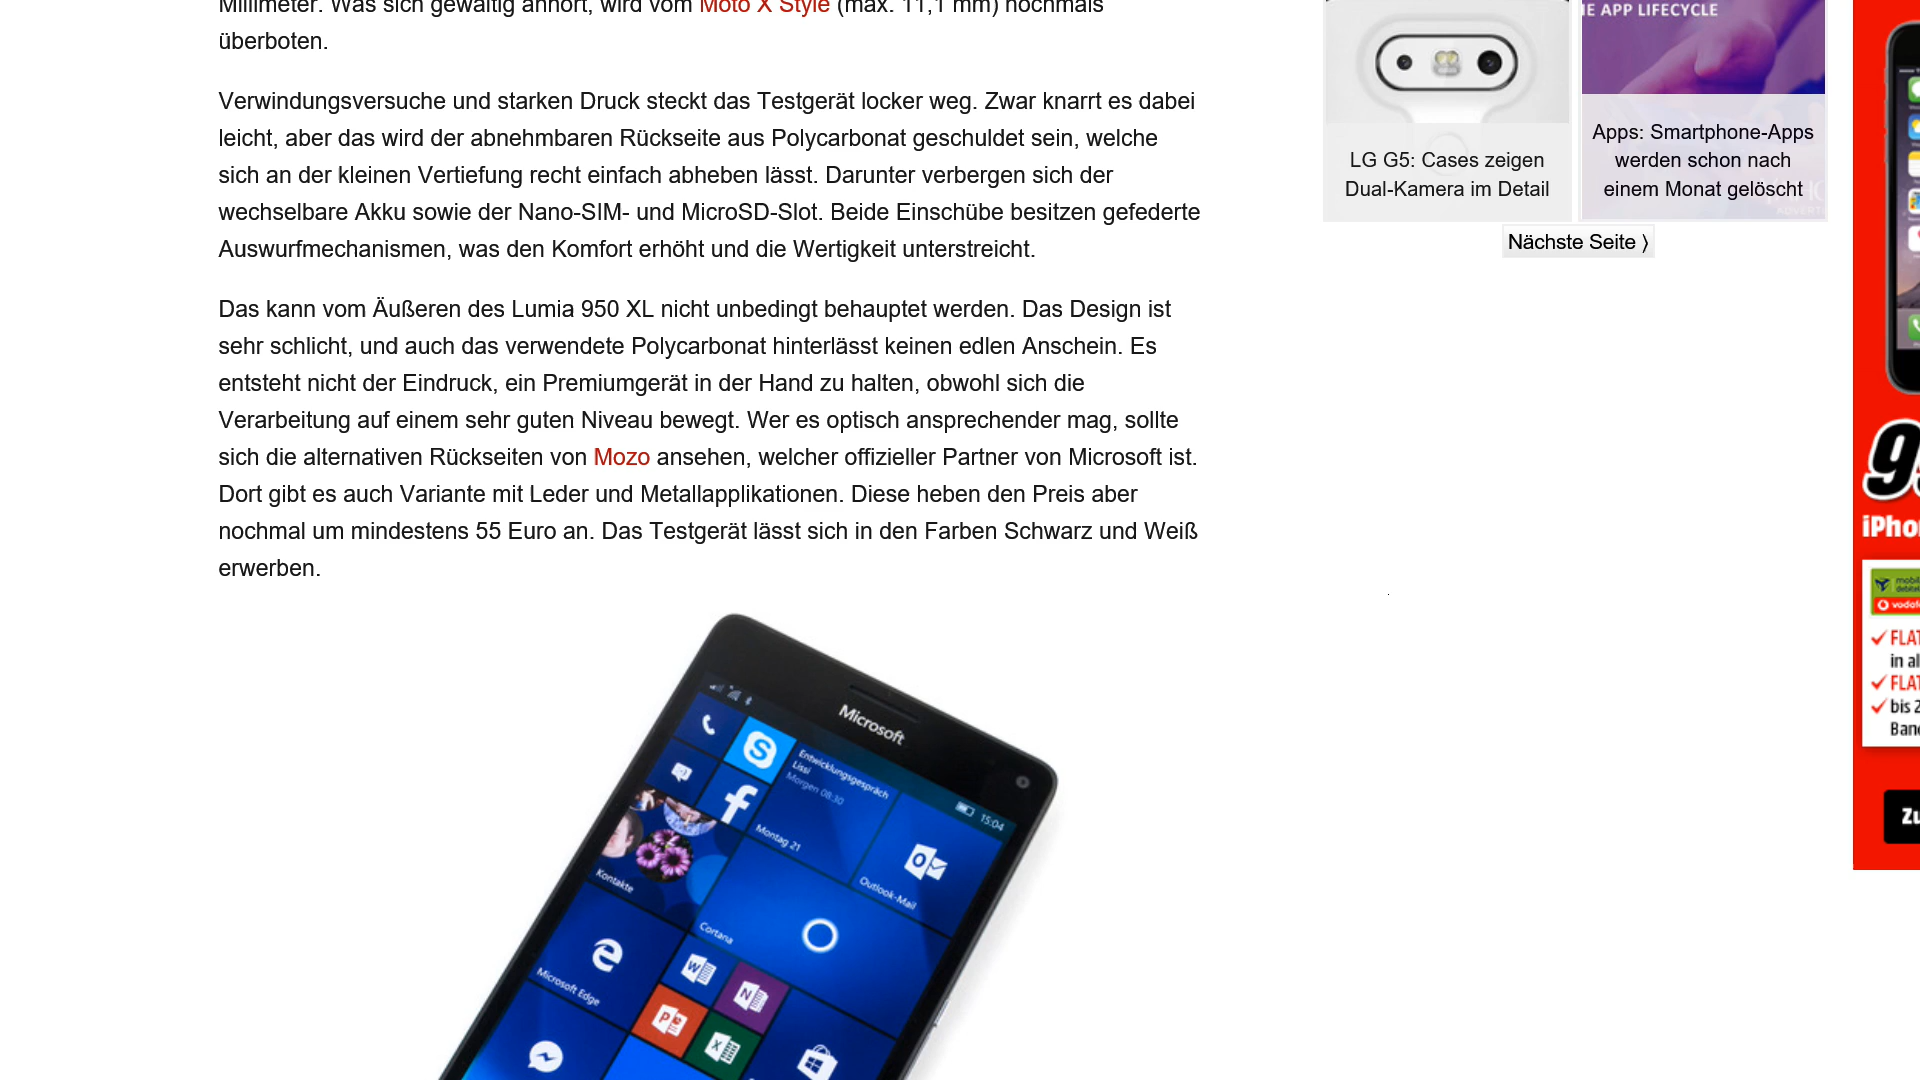 Millimeter. Was sich gewaltig anhört, wird vom Moto X Style (max. 11,1 mm) nochmals
überboten.
Verwindungsversuche und starken Druck steckt das Testgerät locker weg. Zwar knarrt es dabei
leicht, aber das wird der abnehmbaren Rückseite aus Polycarbonat geschuldet sein, welche
sich an der kleinen Vertiefung recht einfach abheben lässt. Darunter verbergen sich der
wechselbare Akku sowie der Nano-SIM- und MicroSD-Slot. Beide Einschübe besitzen gefederte
Auswurfmechanismen, was den Komfort erhöht und die Wertigkeit unterstreicht.
Das kann vom Äußeren des Lumia 950 XL nicht unbedingt behauptet werden. Das Design ist
sehr schlicht, und auch das verwendete Polycarbonat hinterlässt keinen edlen Anschein. Es
entsteht nicht der Eindruck, ein Premiumgerät in der Hand zu halten, obwohl sich die
Verarbeitung auf einem sehr guten Niveau bewegt. Wer es optisch ansprechender mag, sollte
sich die alternativen Rückseiten von Mozo ansehen, welcher offizieller Partner von Microsoft ist.
Dort gibt es auch Variante mit Leder und Metallapplikationen. Diese heben den Preis aber
nochmal um mindestens 55 Euro an. Das Testgerät lässt sich in den Farben Schwarz und Weiß
erwerben.
Microsoft
Entwicklungsgespräch
Lissi
Morgen 08:30
Montag 21
15:04
Outlook-Mail
Kontakte
Cortana
Microsoft Edge
LG G5: Cases zeigen
Dual-Kamera im Detail
APP LIFECYCLE
Apps: Smartphone-Apps
werden schon nach
einem Monat gelöscht
Nächste Seite ⟩
9
iPho
mobil
debitel
vodaf
FLAT
in al
FLAT
bis 2
Band
Zu